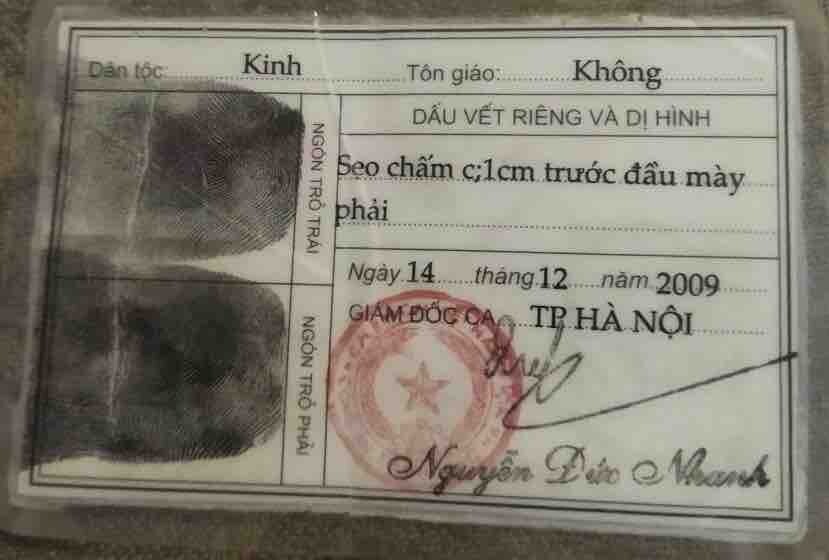 Dân tộc: Kinh Tôn giáo: Không
DẤU VẾT RIÊNG VÀ DỊ HÌNH
Sẹo chấm c;1cm trước đầu mày
phải
NGÓN TRỎ TRÁI
Ngày 14 tháng 12 năm 2009
GIÁM ĐỐC CA TP HÀ NỘI
NGÓN TRỎ PHẢI
Nguyễn Đức Nhanh